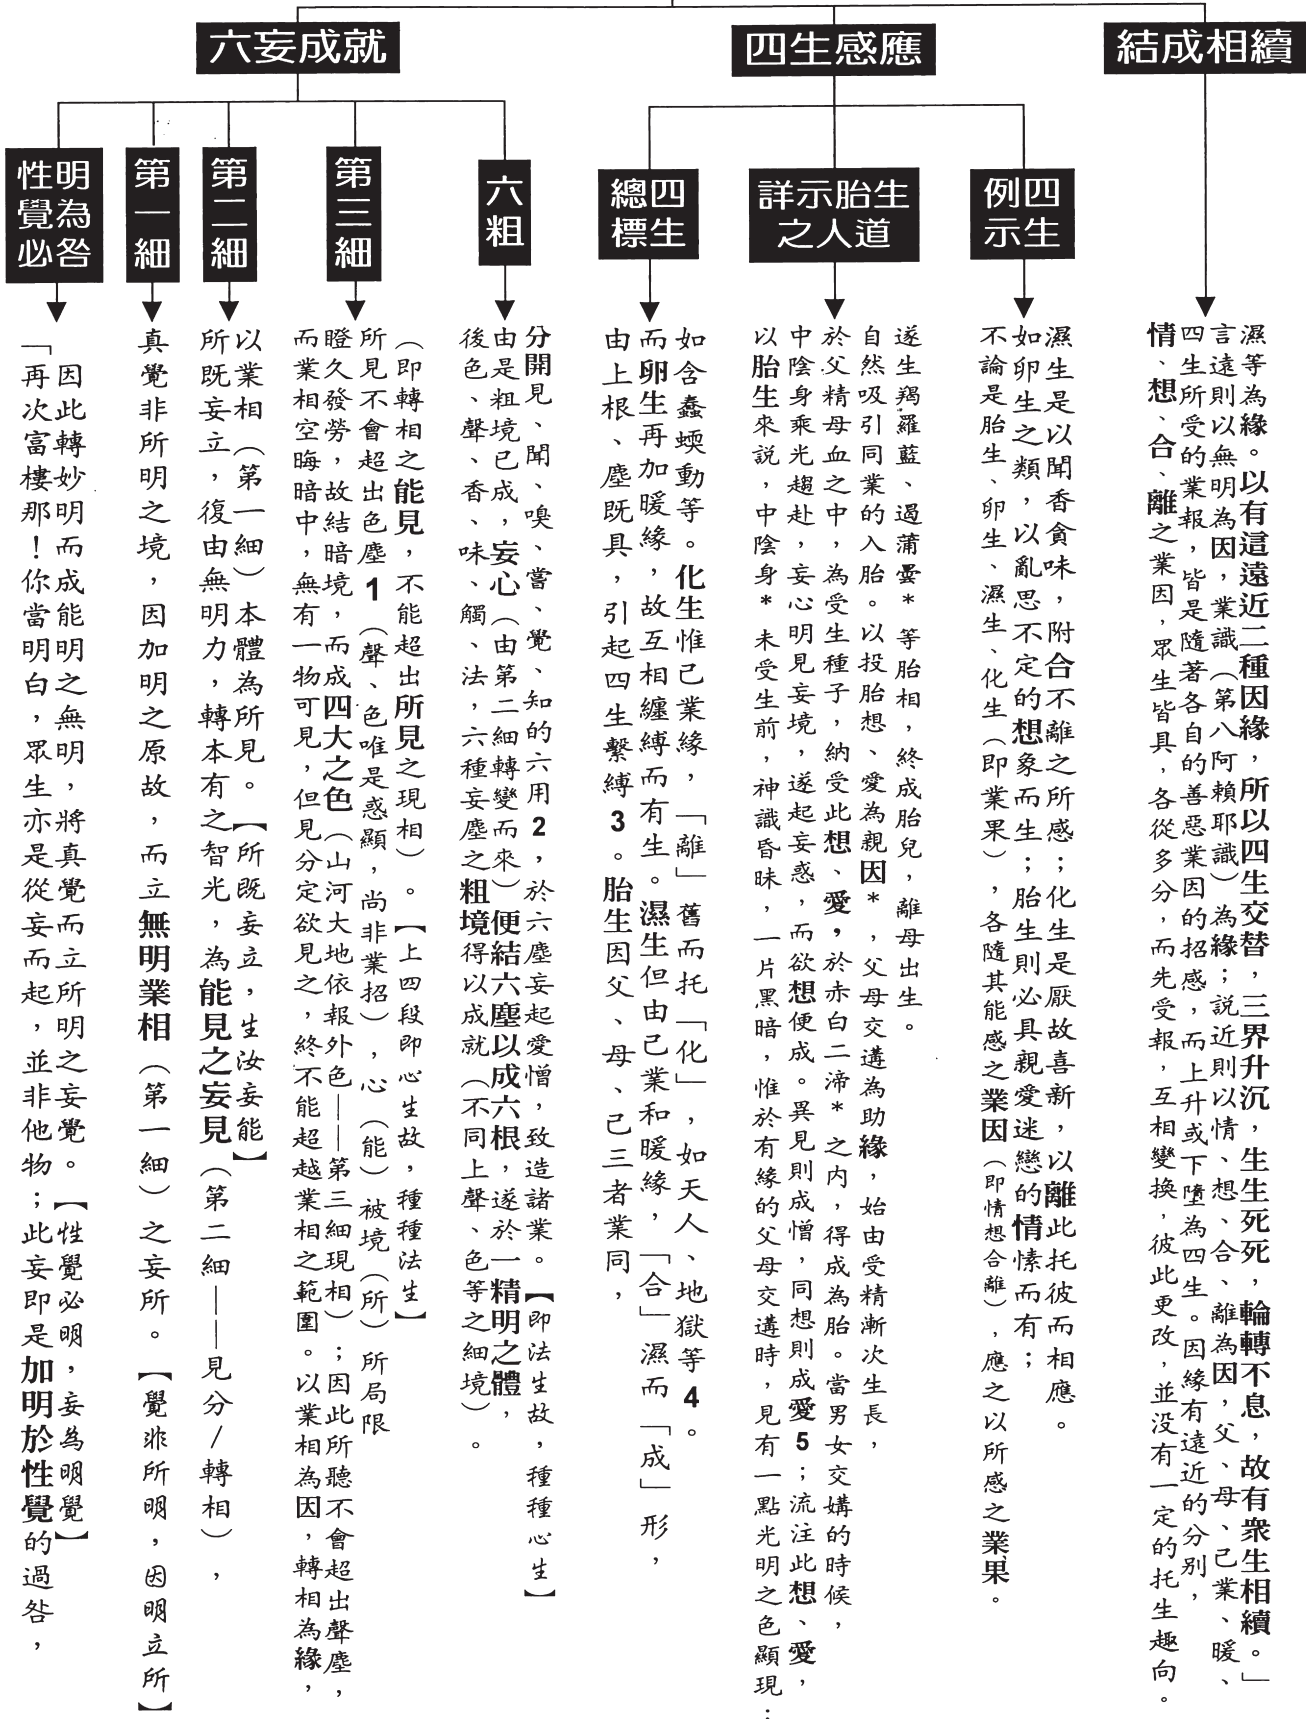 六妄成就
性覺必
明為咎
「再次富樓那！你當明白，眾生亦是從妄而起，並非他物；此妄即是加明於性覺的過咎，
因此轉妙明而成能明之無明，將真覺而立所明之妄覺。【性覺必明，妄為明覺】
第一細
真覺非所明之境，因加明之原故，而立無明業相（第一細）之妄所。【覺非所明，因明立所】
第二細
所既妄立，復由無明力，轉本有之智光，為能見之妄見（第二細——見分/轉相），
以業相（第一細）本體為所見。【所既妄立，生汝妄能】
第三細
而業相空晦暗中，無有一物可見，但見分定欲見之，終不能超越業相之範圍。以業相為因，轉相為緣，
瞪久發勞，故結暗境，而成四大之色（山河大地依報外色——第三細現相）；因此所聽不會超出聲塵，
所見不會超出色塵1（聲、色唯是惑顯，尚非業招），心（能）被境（所）所局限
（即轉相之能見，不能超出所見之現相）。【上四段即心生故，種種法生】
六粗
後色、聲、香、味、觸、法，六種妄塵之粗境得以成就（不同上聲、色等之細境）。
由是粗境已成，妄心（由第二細轉變而來）便結六塵以成六根，遂於一精明之體，
分開見、聞、嗅、嘗、覺、知的六用2，於六塵妄起愛憎，致造諸業。【即法生故，種種心生】
四生感應
總標
四生
由上根、塵既具，引起四生繫縛3。胎生因父、母、己三者業同，
而卵生再加暖緣，故互相纏縛而有生。濕生但由己業和暖緣，「合」濕而「成」形，
如含蠢蝡動等。化生惟己業緣，「離」舊而托「化」，如天人、地獄等4。
詳示胎生
之人道
以胎生來説，中陰身* 未受生前，神識昏昧，一片黑暗，惟於有緣的父母交遘時，見有一點光明之色顯現；
中陰身乘光趨赴，妄心明見妄境，遂起妄惑，而欲想便成。異見則成憎，同想則成愛5；流注此想、愛，
於父精母血之中，為受生種子，納受此想、愛，於赤白二渧* 之內，得成為胎。當男女交媾的時候，
自然吸引同業的入胎。以投胎想、愛為親因*，父母交遘為助緣，始由受精漸次生長，
遂生羯羅藍、遏蒲曇* 等胎相，終成胎兒，離母出生。
例四
示生
不論是胎生、卵生、濕生、化生（即業果），各隨其能感之業因（即情想合離），應之以所感之業果。
如卵生之類，以亂思不定的想象而生；胎生則必具親愛迷戀的情愫而有；
濕生是以聞香貪味，附合不離之所感；化生是厭故喜新，以離此托彼而相應。
結成相續
情、想、合、離之業因，眾生皆具，各從多分，而先受報，互相變換，彼此更改，並没有一定的托生趣向。
四生所受的業報，皆是隨著各自的善惡業因的招感，而上升或下墮為四生。因緣有遠近的分別，
言遠則以無明為因，業識（第八阿賴耶識）為緣；説近則以情、想、合、離為因，父、母、己業、暖、
濕等為緣。以有這遠近二種因緣，所以四生交替，三界升沉，生生死死，輪轉不息，故有衆生相續。」